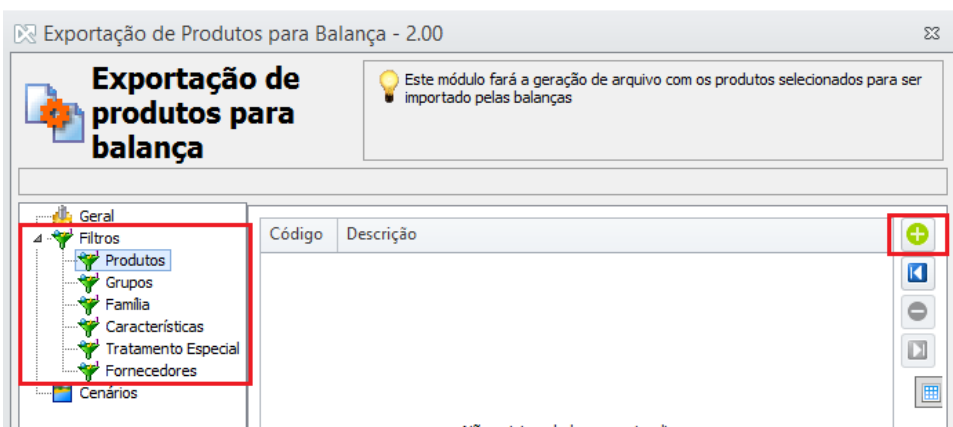 Exportação de Produtos para Balança - 2.00
Exportação de
produtos para
balança
Este módulo fará a geração de arquivo com os produtos selecionados para ser
importado pelas balanças
Geral
Filtros
Produtos
Grupos
Família
Características
Tratamento Especial
Fornecedores
Cenários
Código Descrição